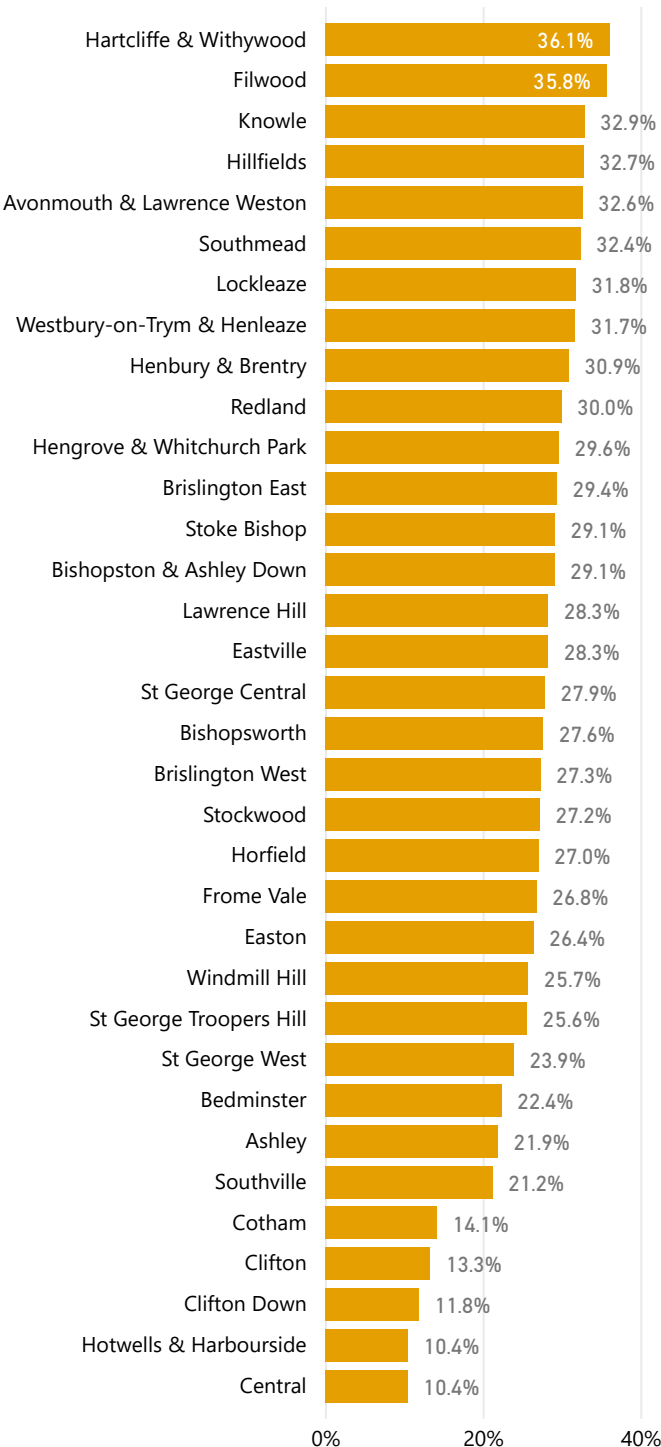 Hartcliffe & Withywood 36.1%
Filwood 35.8%
Knowle 32.9%
Hillfields 32.7%
Avonmouth & Lawrence Weston 32.6%
Southmead 32.4%
Lockleaze 31.8%
Westbury-on-Trym & Henleaze 31.7%
Henbury & Brentry 30.9%
Redland 30.0%
Hengrove & Whitchurch Park 29.6%
Brislington East 29.4%
Stoke Bishop 29.1%
Bishopston & Ashley Down 29.1%
Lawrence Hill 28.3%
Eastville 28.3%
St George Central 27.9%
Bishopsworth 27.6%
Brislington West 27.3%
Stockwood 27.2%
Horfield 27.0%
Frome Vale 26.8%
Easton 26.4%
Windmill Hill 25.7%
St George Troopers Hill 25.6%
St George West 23.9%
Bedminster 22.4%
Ashley 21.9%
Southville 21.2%
Cotham 14.1%
Clifton 13.3%
Clifton Down 11.8%
Hotwells & Harbourside 10.4%
Central 10.4%
0% 20% 40%